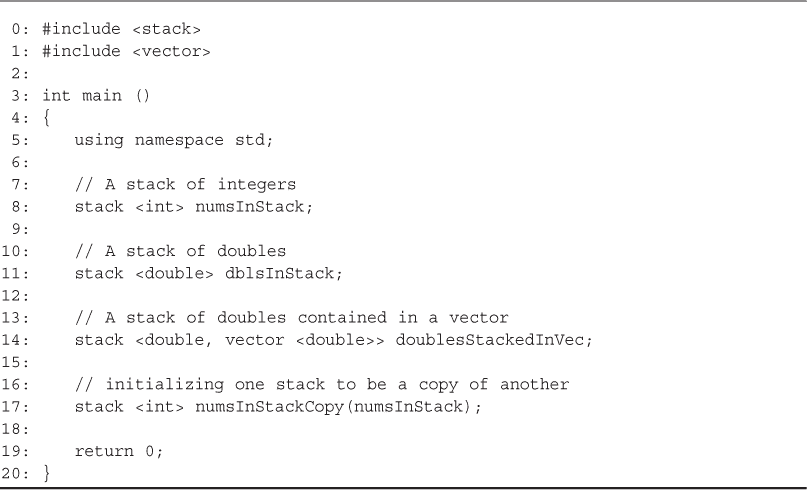 0: #include <stack>
1: #include <vector>
2:
3: int main ()
4: {
5:    using namespace std;
6:
7:    // A stack of integers
8:    stack <int> numsInStack;
9:
10:    // A stack of doubles
11:    stack <double> dblsInStack;
12:
13:    // A stack of doubles contained in a vector
14:    stack <double, vector <double>> doublesStackedInVec;
15:
16:    // initializing one stack to be a copy of another
17:    stack <int> numsInStackCopy(numsInStack);
18:
19:    return 0;
20: }